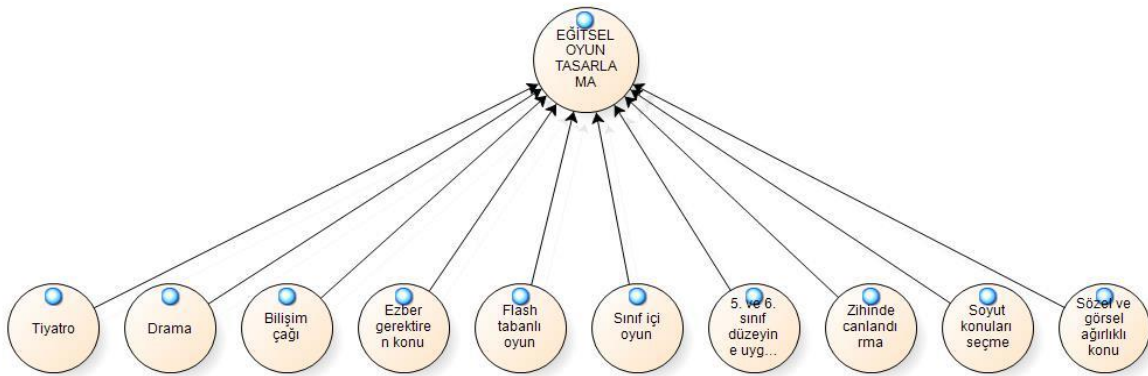 EĞİTSEL
OYUN
TASARLA
MA
Tiyatro
Drama
Bilişim
çağı
Ezber
gerektire
n konu
Flash
tabanlı
oyun
Sınıf içi
oyun
5. ve 6.
sınıf
düzeyin
e uyg...
Zihinde
canlandı
rma
Soyut
konuları
seçme
Sözel ve
görsel
ağırlıklı
konu